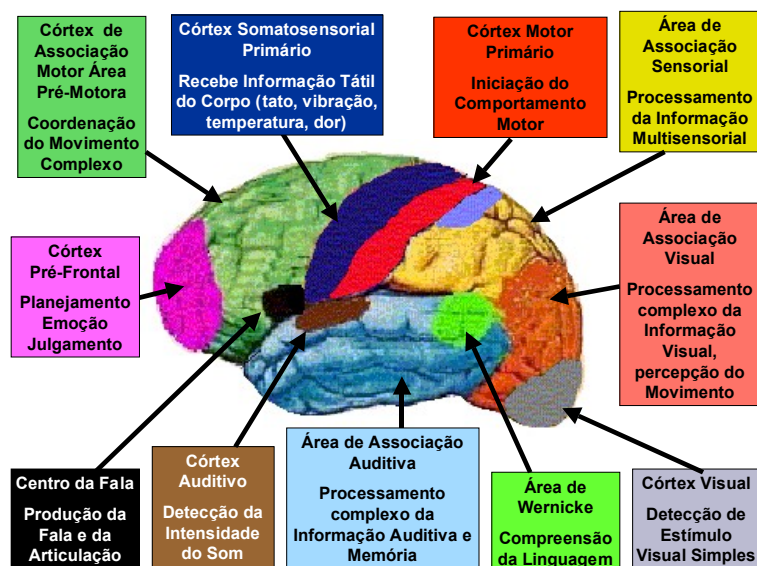 Córtex de
Associação
Motor Área
Pré-Motora
Coordenação
do Movimento
Complexo
Córtex Somatosensorial
Primário
Recebe Informação Tátil
do Corpo (tato, vibração,
temperatura, dor)
Córtex Motor
Primário
Iniciação do
Comportamento
Motor
Área de
Associação
Sensorial
Processamento
da Informação
Multisensorial
Córtex
Pré-Frontal
Planejamento
Emoção
Julgamento
Área de
Associação
Visual
Processamento
complexo da
Informação
Visual,
percepção do
Movimento
Centro da Fala
Produção da
Fala e da
Articulação
Córtex
Auditivo
Detecção da
Intensidade
do Som
Área de Associação
Auditiva
Processamento
complexo da
Informação Auditiva e
Memória
Área de
Wernicke
Compreensão
da Linguagem
Córtex Visual
Detecção de
Estímulo
Visual Simples